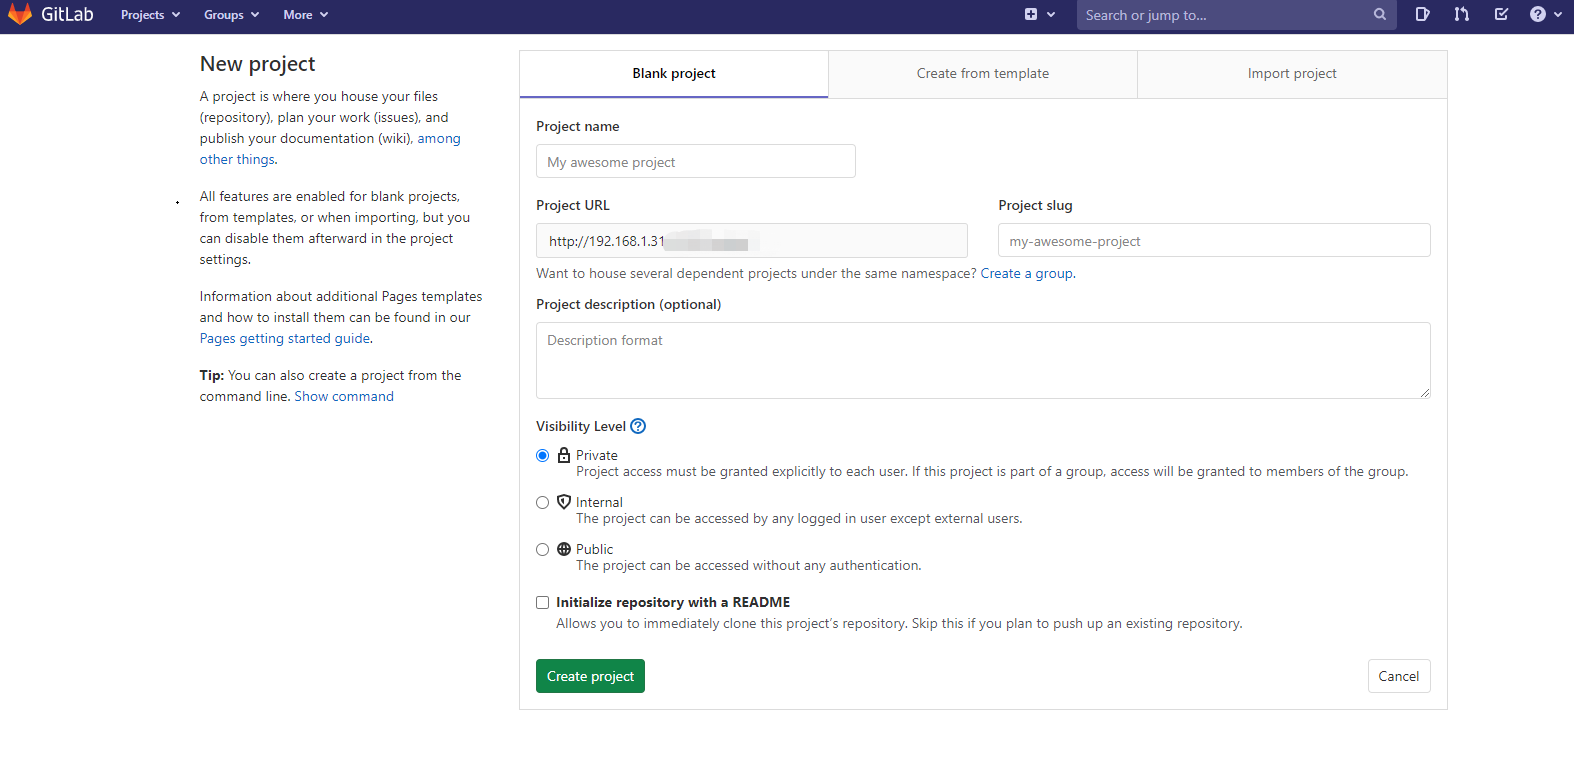 GitLab Projects Groups More Search or jump to...
New project
A project is where you house your files
(repository), plan your work (issues), and
publish your documentation (wiki), among
other things.
All features are enabled for blank projects,
from templates, or when importing, but you
can disable them afterward in the project
settings.
Information about additional Pages templates
and how to install them can be found in our
Pages getting started guide.
Tip: You can also create a project from the
command line. Show command
Blank project Create from template Import project
Project name
My awesome project
Project URL Project slug
http://192.168.1.31 my-awesome-project
Want to house several dependent projects under the same namespace? Create a group.
Project description (optional)
Description format
Visibility Level
Private
Project access must be granted explicitly to each user. If this project is part of a group, access will be granted to members of the group.
Internal
The project can be accessed by any logged in user except external users.
Public
The project can be accessed without any authentication.
Initialize repository with a README
Allows you to immediately clone this project's repository. Skip this if you plan to push up an existing repository.
Create project Cancel